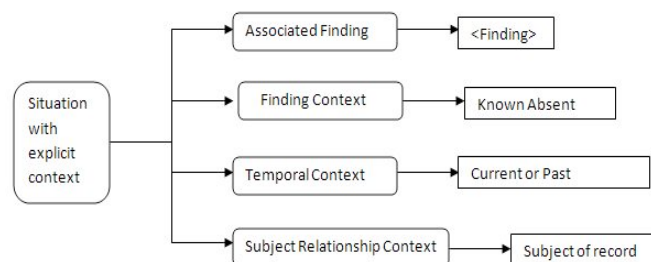 Associated Finding
<Finding>
Situation
with
explicit
context
Finding Context
Known Absent
Temporal Context
Current or Past
Subject Relationship Context
Subject of record